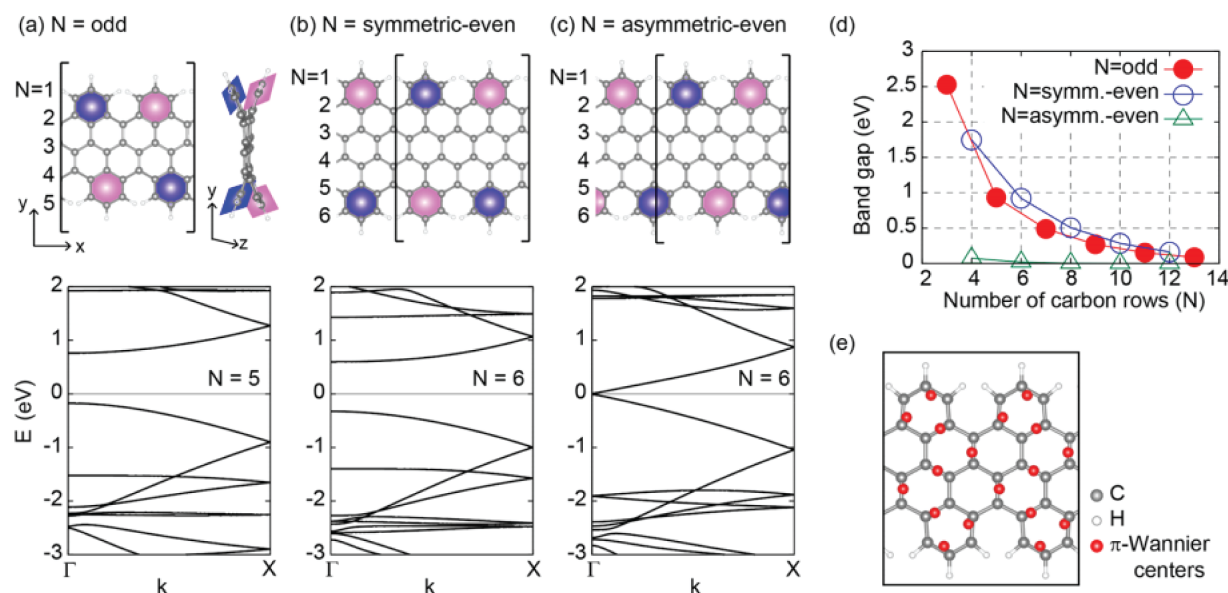 (a) N = odd
N=1
2
3
4
5
y
x
y
z
(b) N = symmetric-even
N=1
2
3
4
5
6
(c) N = asymmetric-even
N=1
2
3
4
5
6
(d)
Band gap (eV)
3
2.5
2
1.5
1
0.5
0
N=odd
N=symm.-even
N=asymm.-even
2 4 6 8 10 12 14
Number of carbon rows (N)
E (eV)
2
1
0
-1
-2
-3
N = 5
Γ X
k
2
1
0
-1
-2
-3
N = 6
Γ X
k
2
1
0
-1
-2
-3
N = 6
Γ X
k
(e)
C
H
π-Wannier
centers